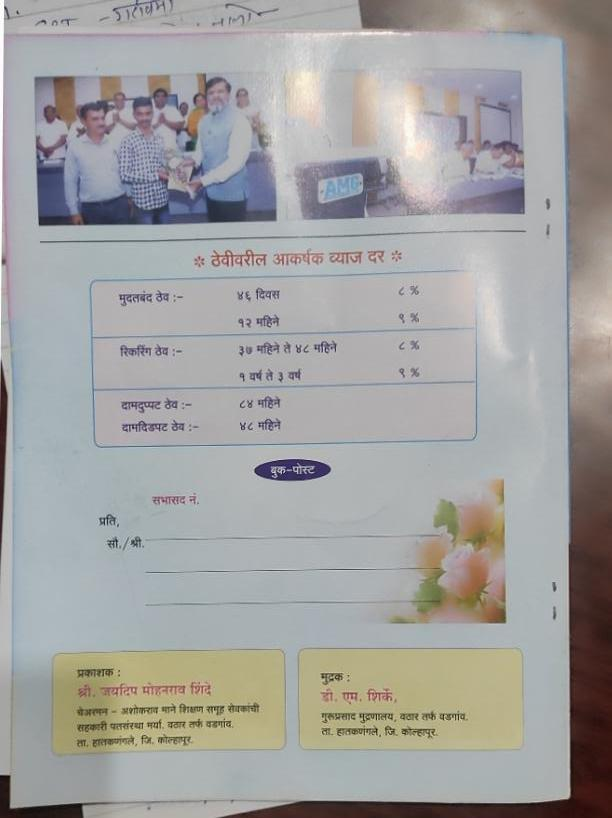 AMG
ठेवीवरील आकर्षक व्याज दर
मुदतबंद ठेव :- ४६ दिवस ८ %
१२ महिने ९ %
रिकरिंग ठेव :- ३७ महिने ते ४८ महिने ८ %
१ वर्ष ते ३ वर्ष ९ %
दामदुप्पट ठेव :- ८४ महिने
दामदिडपट ठेव :- ४८ महिने
बुक-पोस्ट
सभासद नं.
प्रति,
सौ./श्री.
प्रकाशक :
श्री. जयदिप मोहनराव शिंदे
चेअरमन - अशोकराव माने शिक्षण समूह सेवकांची
सहकारी पतसंस्था मर्या. वठार तर्फ वडगांव.
ता. हातकणंगले, जि. कोल्हापूर.
मुद्रक :
डी. एम. शिर्के,
गुरूप्रसाद मुद्रणालय, वठार तर्फ वडगांव.
ता. हातकणंगले, जि. कोल्हापूर.